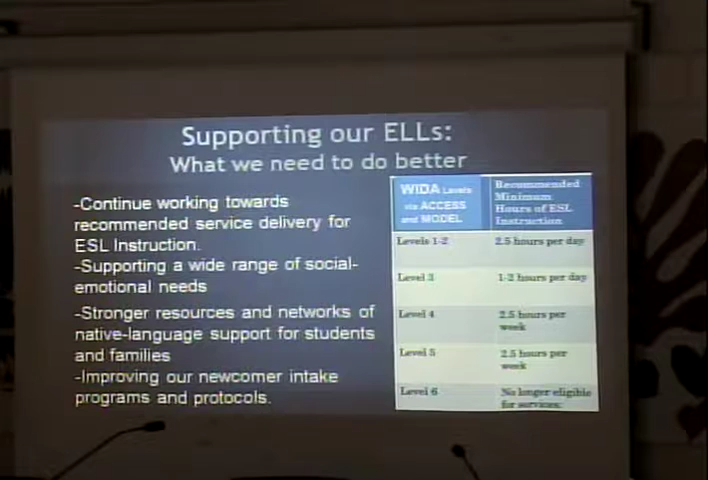 Supporting our ELLs:
What we need to do better
-Continue working towards
recommended service delivery for
ESL Instruction.
-Supporting a wide range of social-
emotional needs
-Stronger resources and networks of
native-language support for students
and families
-Improving our newcomer intake
programs and protocols.
WIDA Levels
via ACCESS
and MODEL
Recommended
Minimum
Hours of ESL
Instruction
Levels 1-2
2.5 hours per day
Level 3
1-2 hours per day
Level 4
2.5 hours per
week
Level 5
2.5 hours per
week
Level 6
No longer eligible
for services.